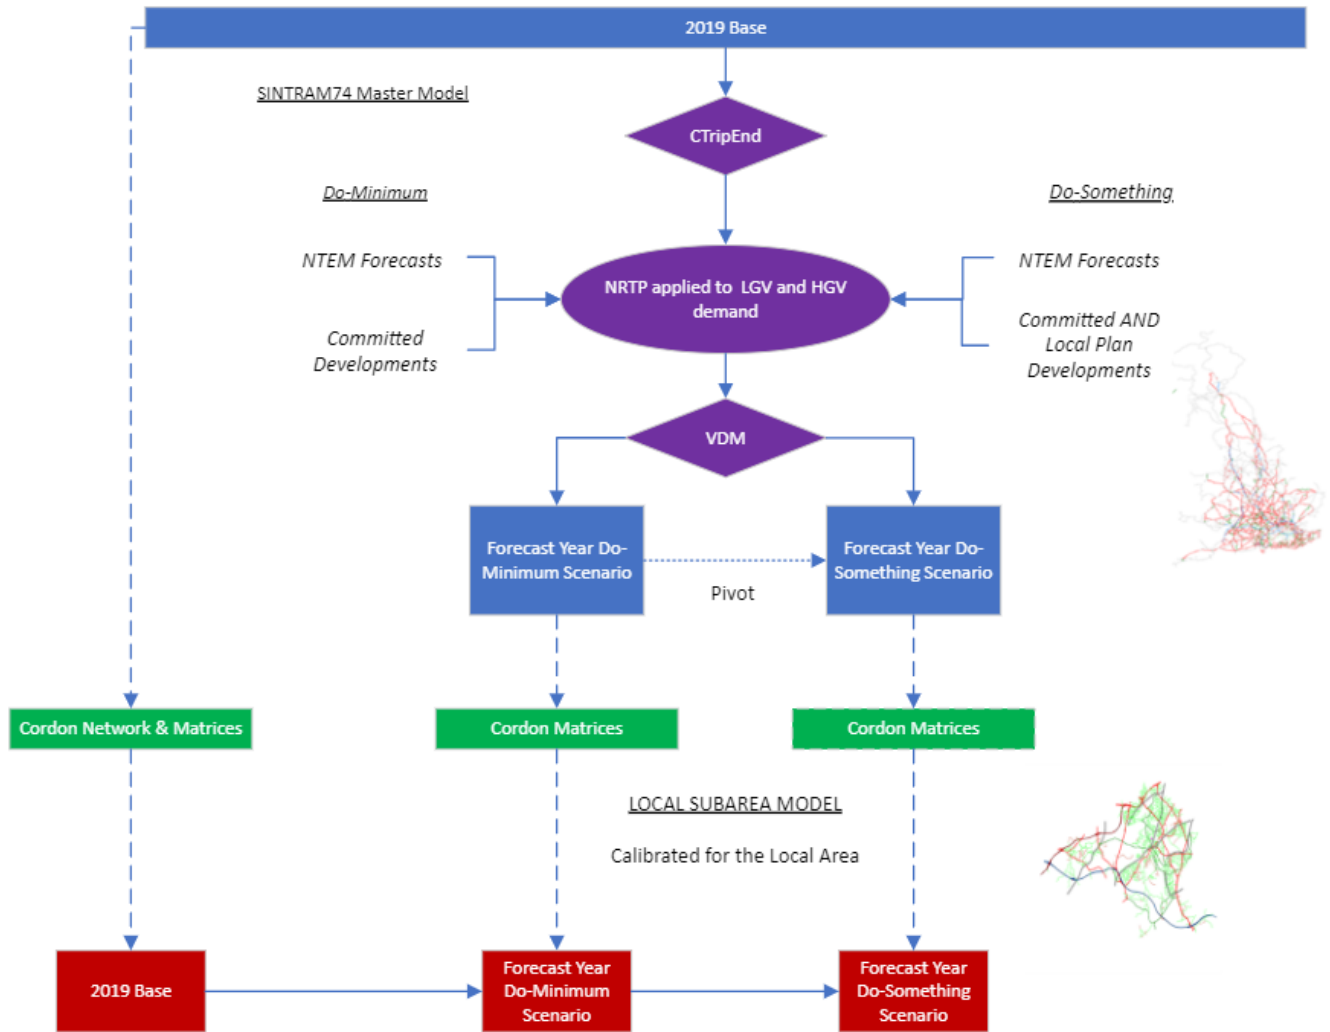 2019 Base
SINTRAM74 Master Model
CTripEnd
Do-Minimum
Do-Something
NTEM Forecasts
NTEM Forecasts
NRTP applied to LGV and HGV
demand
Committed
Developments
Committed AND
Local Plan
Developments
VDM
Forecast Year Do-
Minimum Scenario
Forecast Year Do-
Something Scenario
Pivot
Cordon Network & Matrices
Cordon Matrices
Cordon Matrices
LOCAL SUBAREA MODEL
Calibrated for the Local Area
2019 Base
Forecast Year
Do-Minimum
Scenario
Forecast Year
Do-Something
Scenario